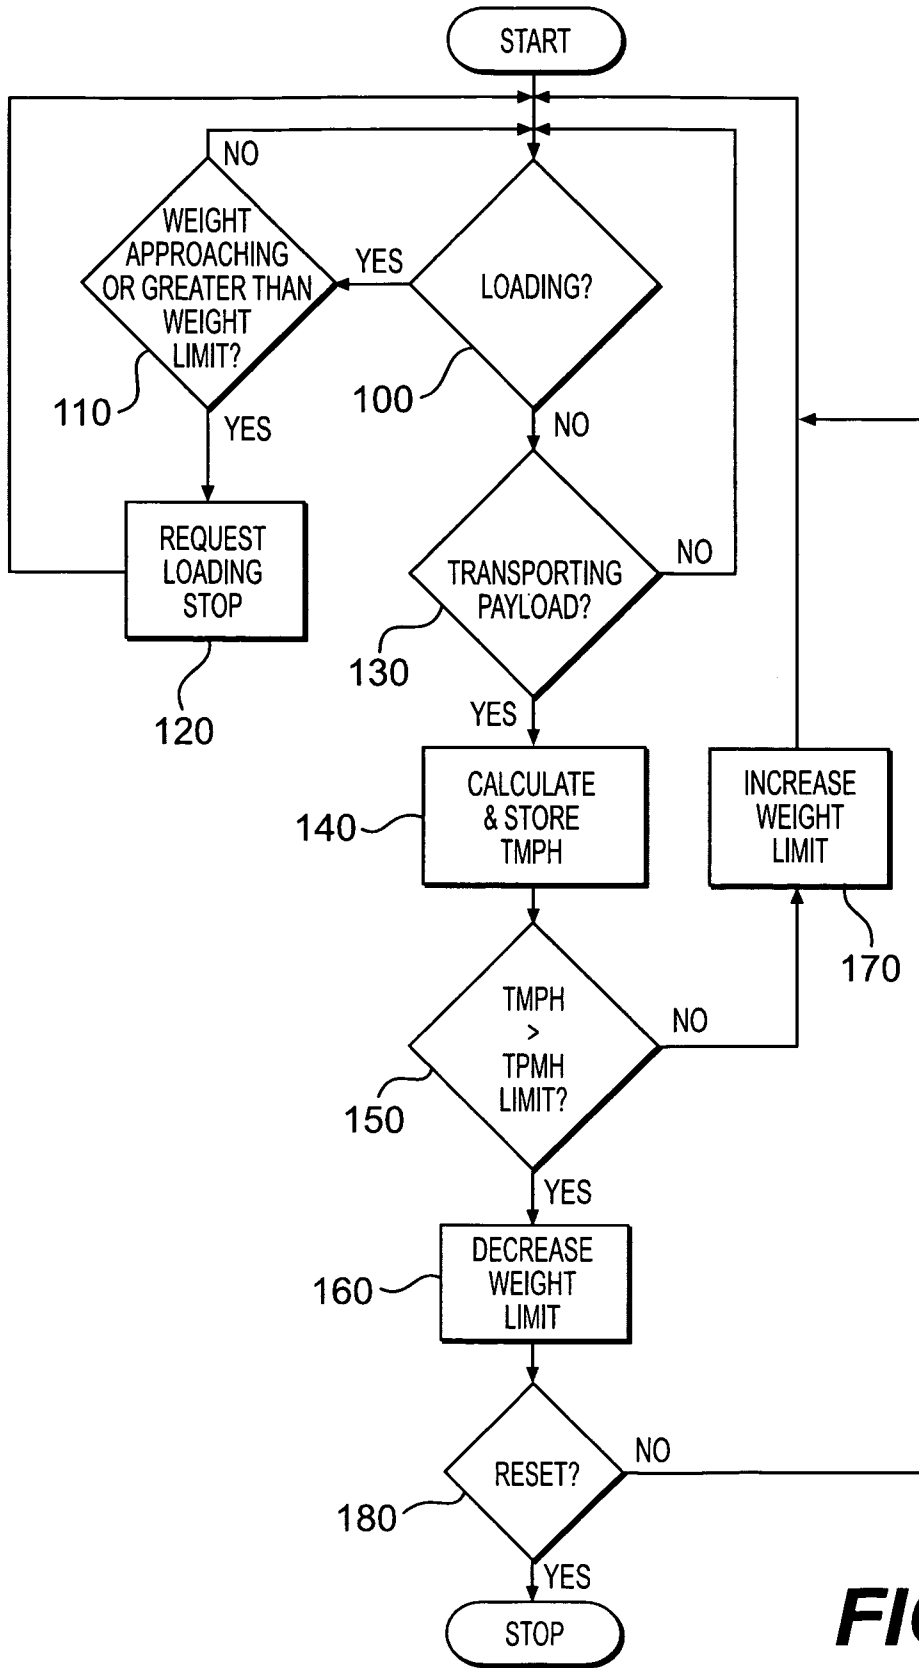 START
NO
WEIGHT
APPROACHING
OR GREATER THAN
WEIGHT
LIMIT?
YES
LOADING?
110
100
YES
NO
REQUEST
LOADING
STOP
TRANSPORTING
PAYLOAD?
NO
130
120
YES
CALCULATE
& STORE
TMPH
140
INCREASE
WEIGHT
LIMIT
170
TMPH
>
TPMH
LIMIT?
NO
150
YES
DECREASE
WEIGHT
LIMIT
160
RESET?
NO
180
YES
STOP